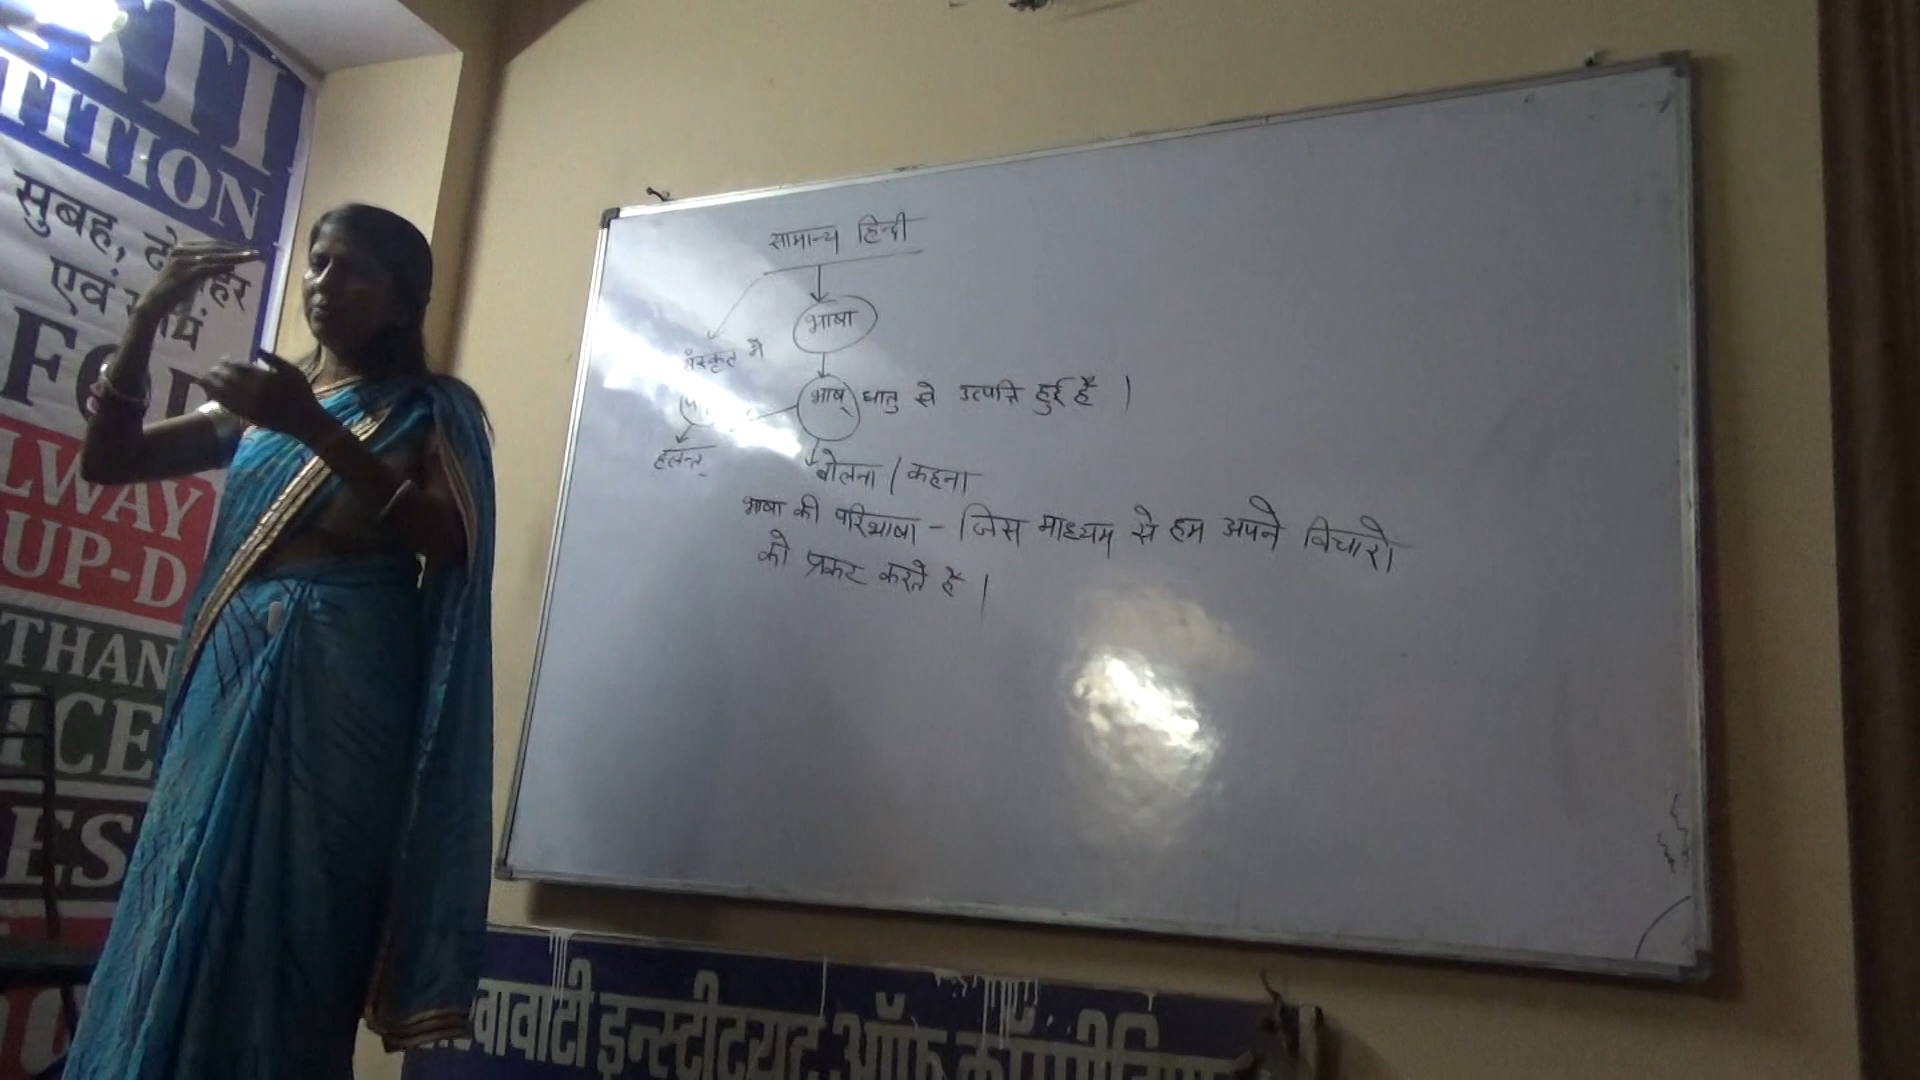 TITION
सुबह,
एवं
LWAY
UP-D
THAN
ICE
ES
सामान्य हिन्दी
भाषा
संस्कृत में
भाष् धातु से उत्पत्ति हुई है ।
हलन्त्
बोलना / कहना
भाषा की परिभाषा - जिस माध्यम से हम अपने विचारो
को प्रकट करते है ।
वावाटी इन्स्टीट्यूट ऑफ